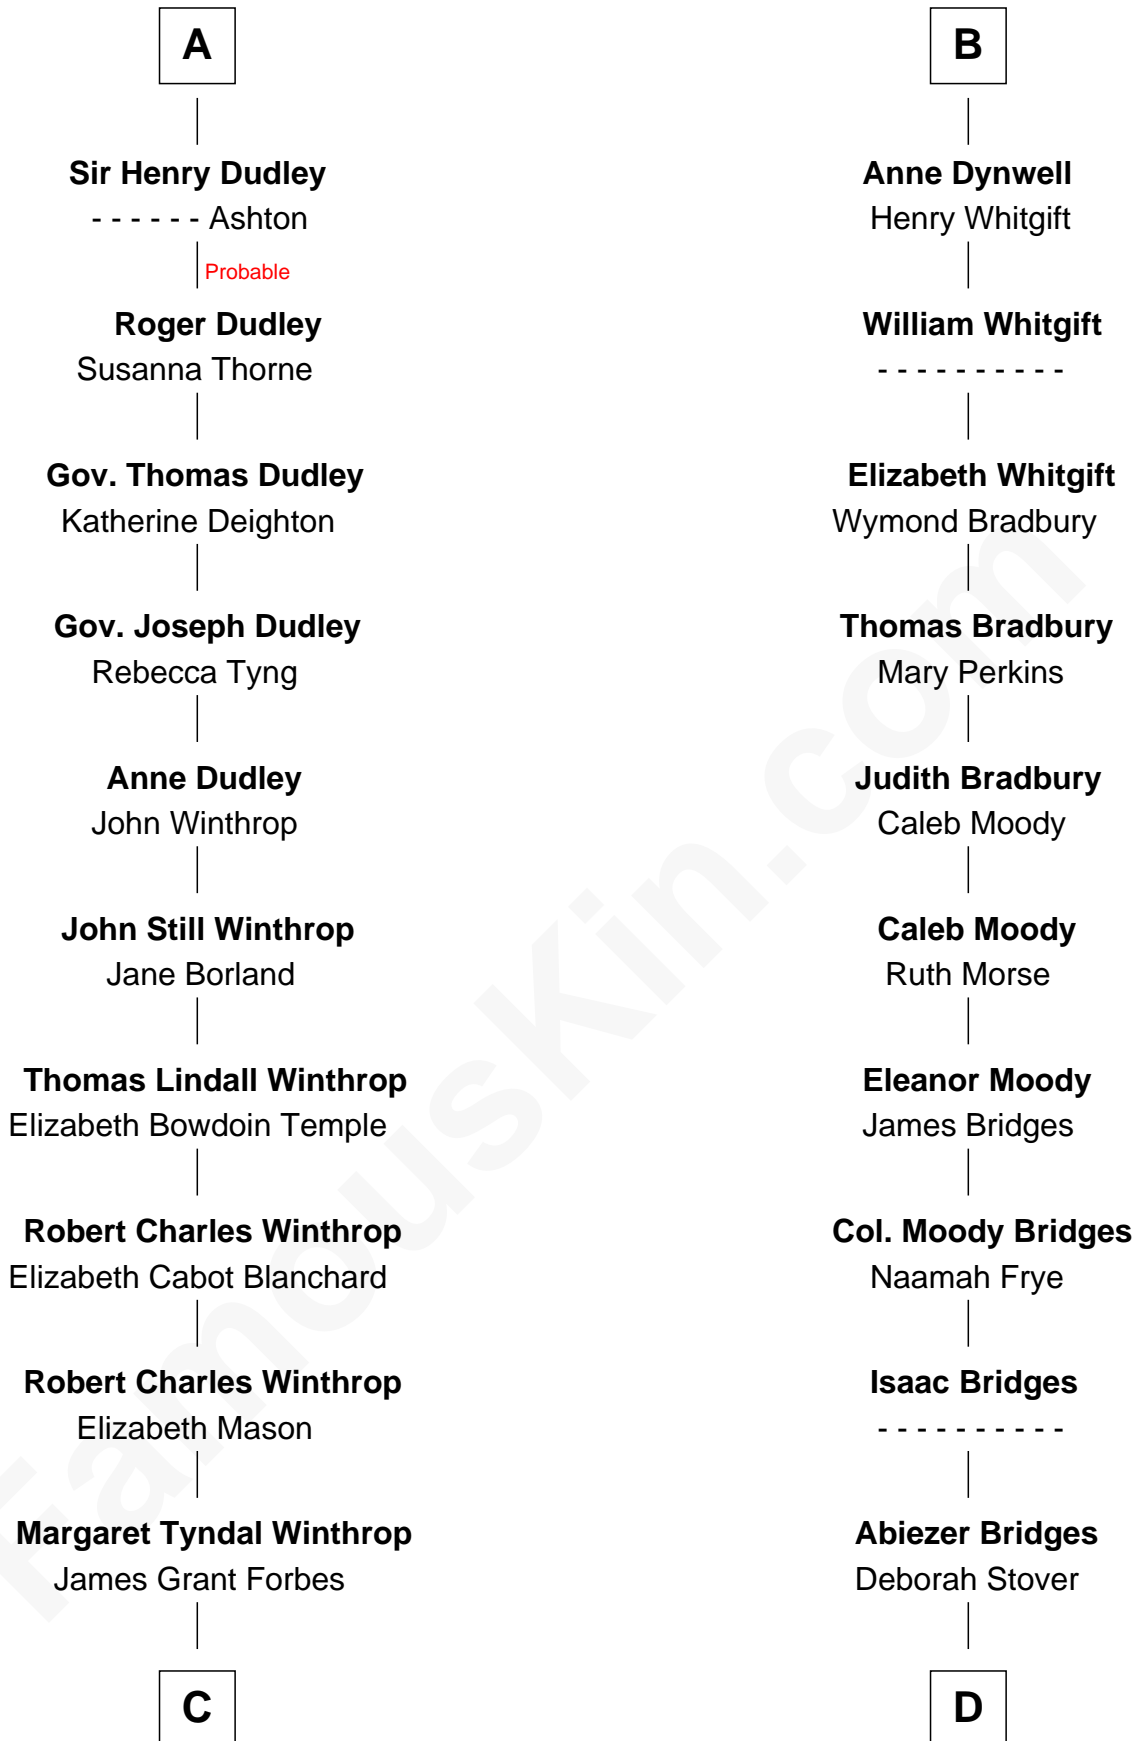 A
Sir Henry Dudley
- - - - - - Ashton
Probable
Roger Dudley
Susanna Thorne
Gov. Thomas Dudley
Katherine Deighton
Gov. Joseph Dudley
Rebecca Tyng
Anne Dudley
John Winthrop
John Still Winthrop
Jane Borland
Thomas Lindall Winthrop
Elizabeth Bowdoin Temple
Robert Charles Winthrop
Elizabeth Cabot Blanchard
Robert Charles Winthrop
Elizabeth Mason
Margaret Tyndal Winthrop
James Grant Forbes
C
B
Anne Dynwell
Henry Whitgift
William Whitgift
- - - - - - - - - -
Elizabeth Whitgift
Wymond Bradbury
Thomas Bradbury
Mary Perkins
Judith Bradbury
Caleb Moody
Caleb Moody
Ruth Morse
Eleanor Moody
James Bridges
Col. Moody Bridges
Naamah Frye
Isaac Bridges
- - - - - - - - - -
Abiezer Bridges
Deborah Stover
D
FamousKin.com